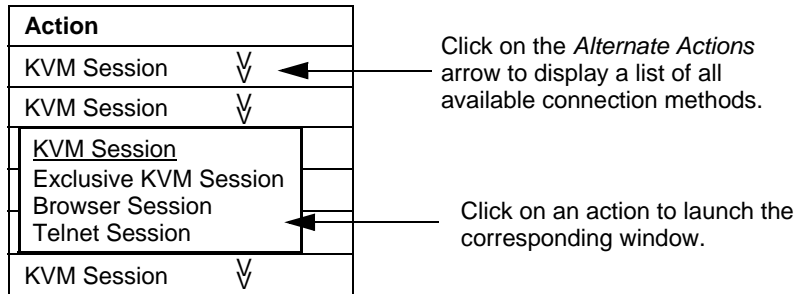 Action
KVM Session
KVM Session
KVM Session
Exclusive KVM Session
Browser Session
Telnet Session
KVM Session
Click on the Alternate Actions
arrow to display a list of all
available connection methods.
Click on an action to launch the
corresponding window.